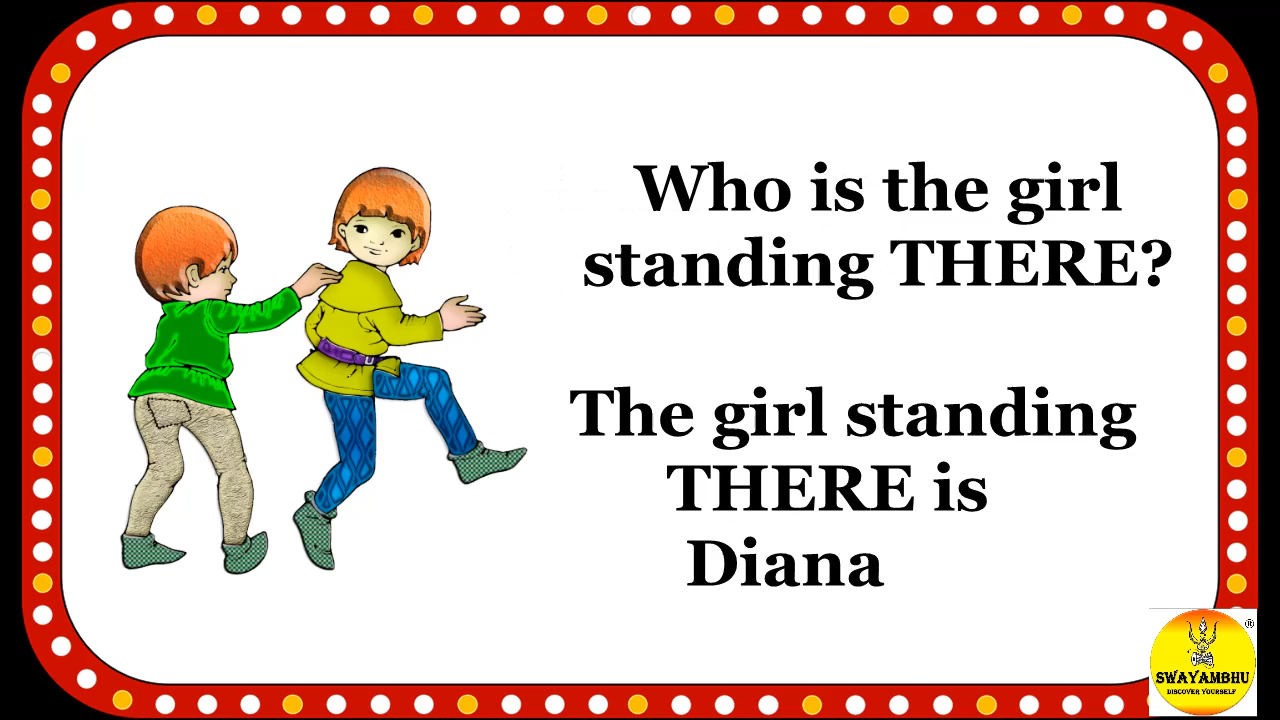 Who is the girl
standing THERE?
The girl standing
THERE is
Diana
®
SWAYAMBHU
DISCOVER YOURSELF